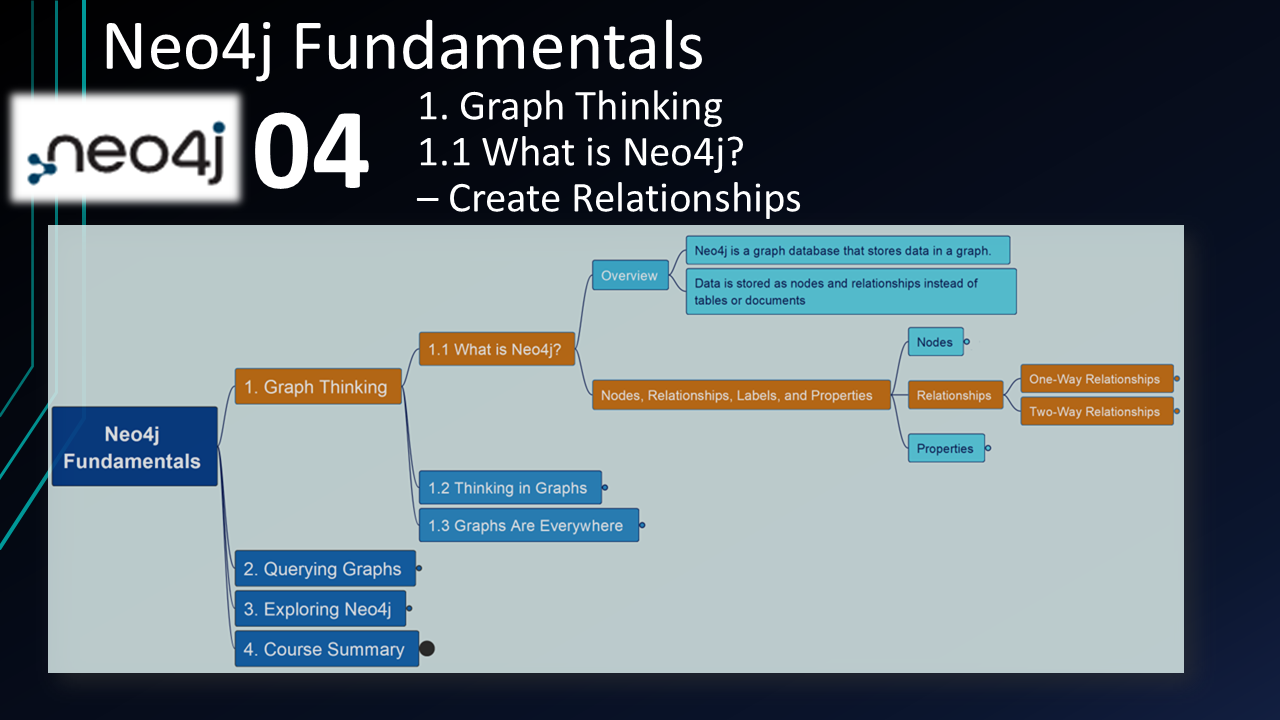 Neo4j Fundamentals
neo4j
04
1. Graph Thinking
1.1 What is Neo4j?
– Create Relationships
Neo4j
Fundamentals
1. Graph Thinking
1.1 What is Neo4j?
Overview
Neo4j is a graph database that stores data in a graph.
Data is stored as nodes and relationships instead of
tables or documents
Nodes, Relationships, Labels, and Properties
Nodes
Relationships
One-Way Relationships
Two-Way Relationships
Properties
1.2 Thinking in Graphs
1.3 Graphs Are Everywhere
2. Querying Graphs
3. Exploring Neo4j
4. Course Summary